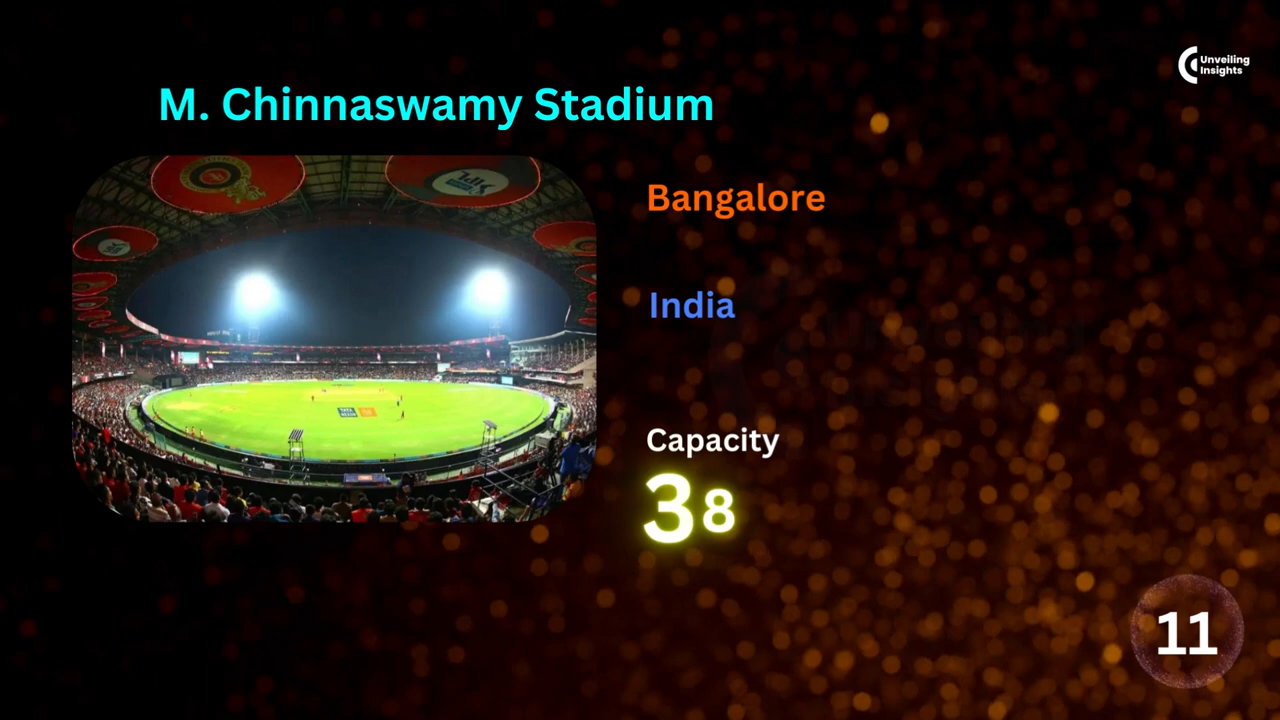 Unveiling
Insights
M. Chinnaswamy Stadium
Bangalore
India
Capacity
38
11